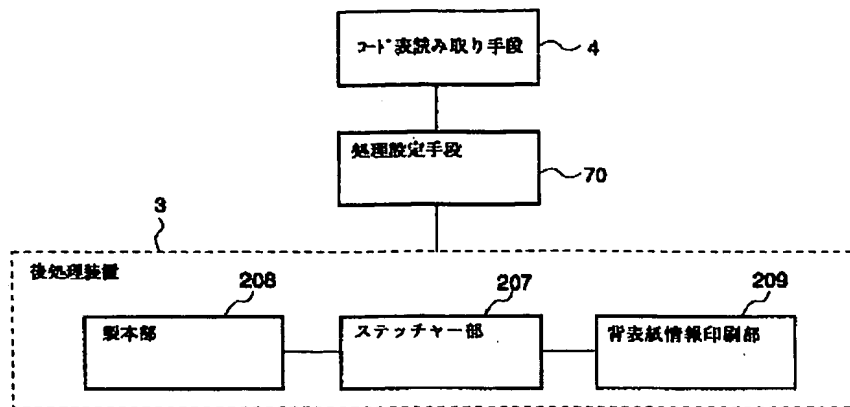 コード表読み取り手段
4
処理設定手段
70
3
後処理装置
208
207
209
製本部
ステッチャー部
背表紙情報印刷部